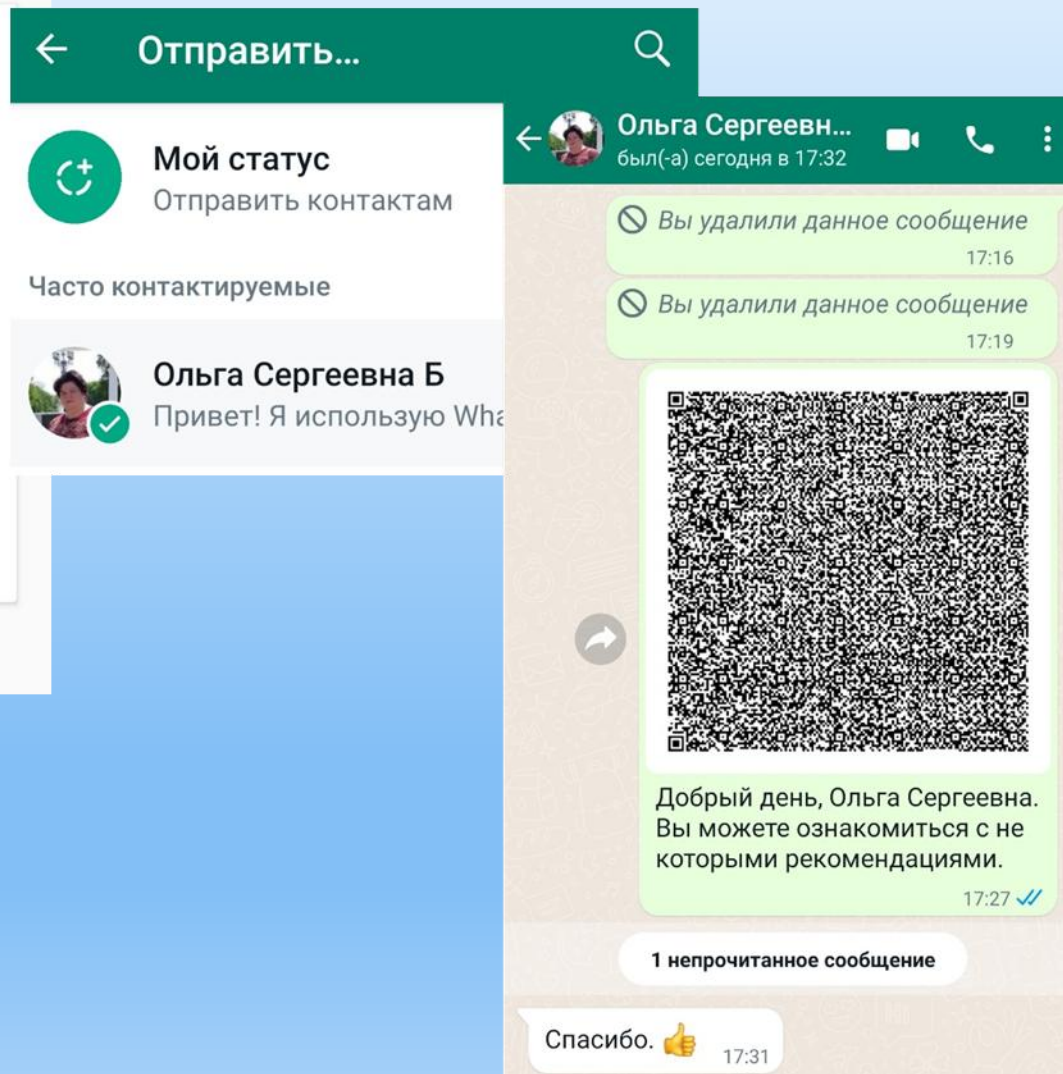 Отправить...
Мой статус
Отправить контактам
Часто контактируемые
Ольга Сергеевна Б
Привет! Я использую Wha
Ольга Сергеевн...
был(-а) сегодня в 17:32
Вы удалили данное сообщение
17:16
Вы удалили данное сообщение
17:19
Добрый день, Ольга Сергеевна.
Вы можете ознакомиться с не
которыми рекомендациями.
17:27
1 непрочитанное сообщение
Спасибо. 👍
17:31